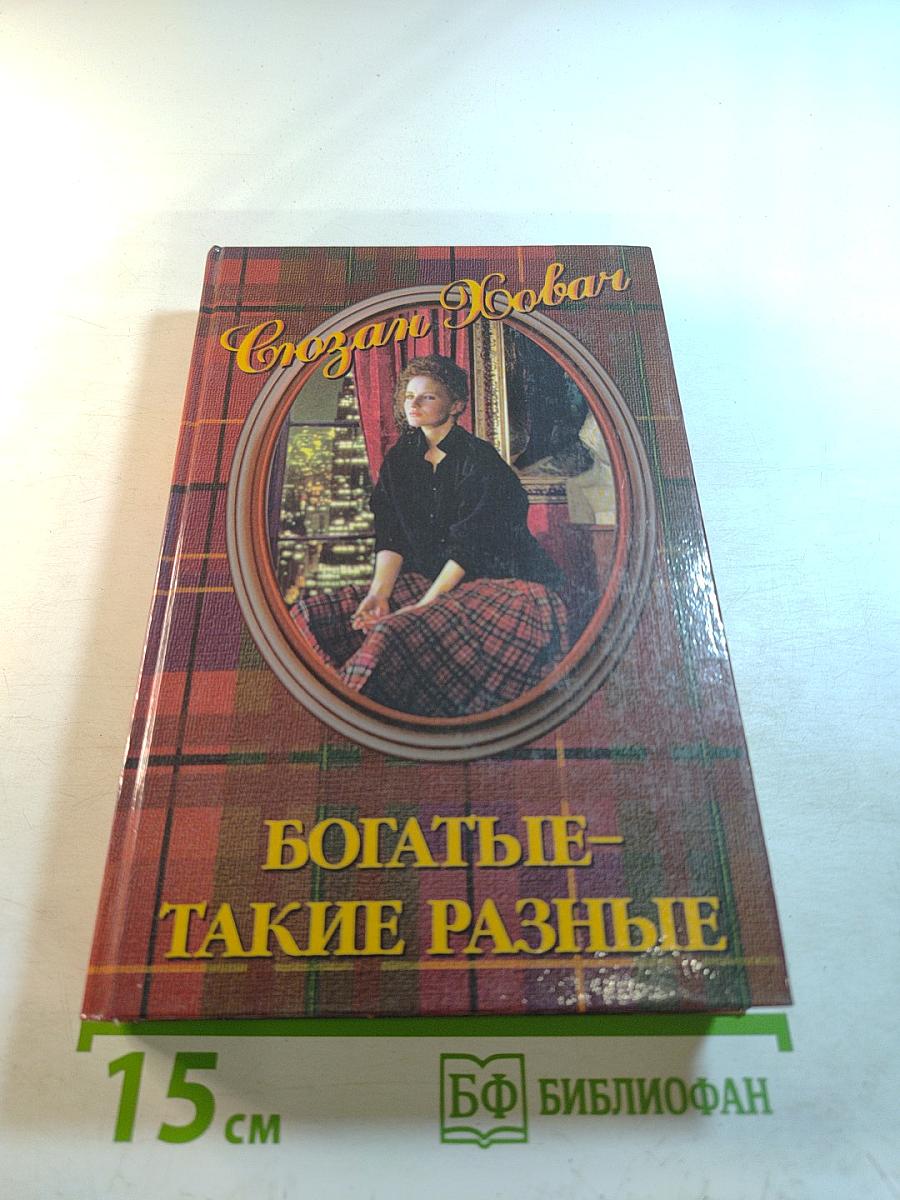 Сюзан Ховач
БОГАТЫЕ–
ТАКИЕ РАЗНЫЕ
15 см
БФ БИБЛИОФАН